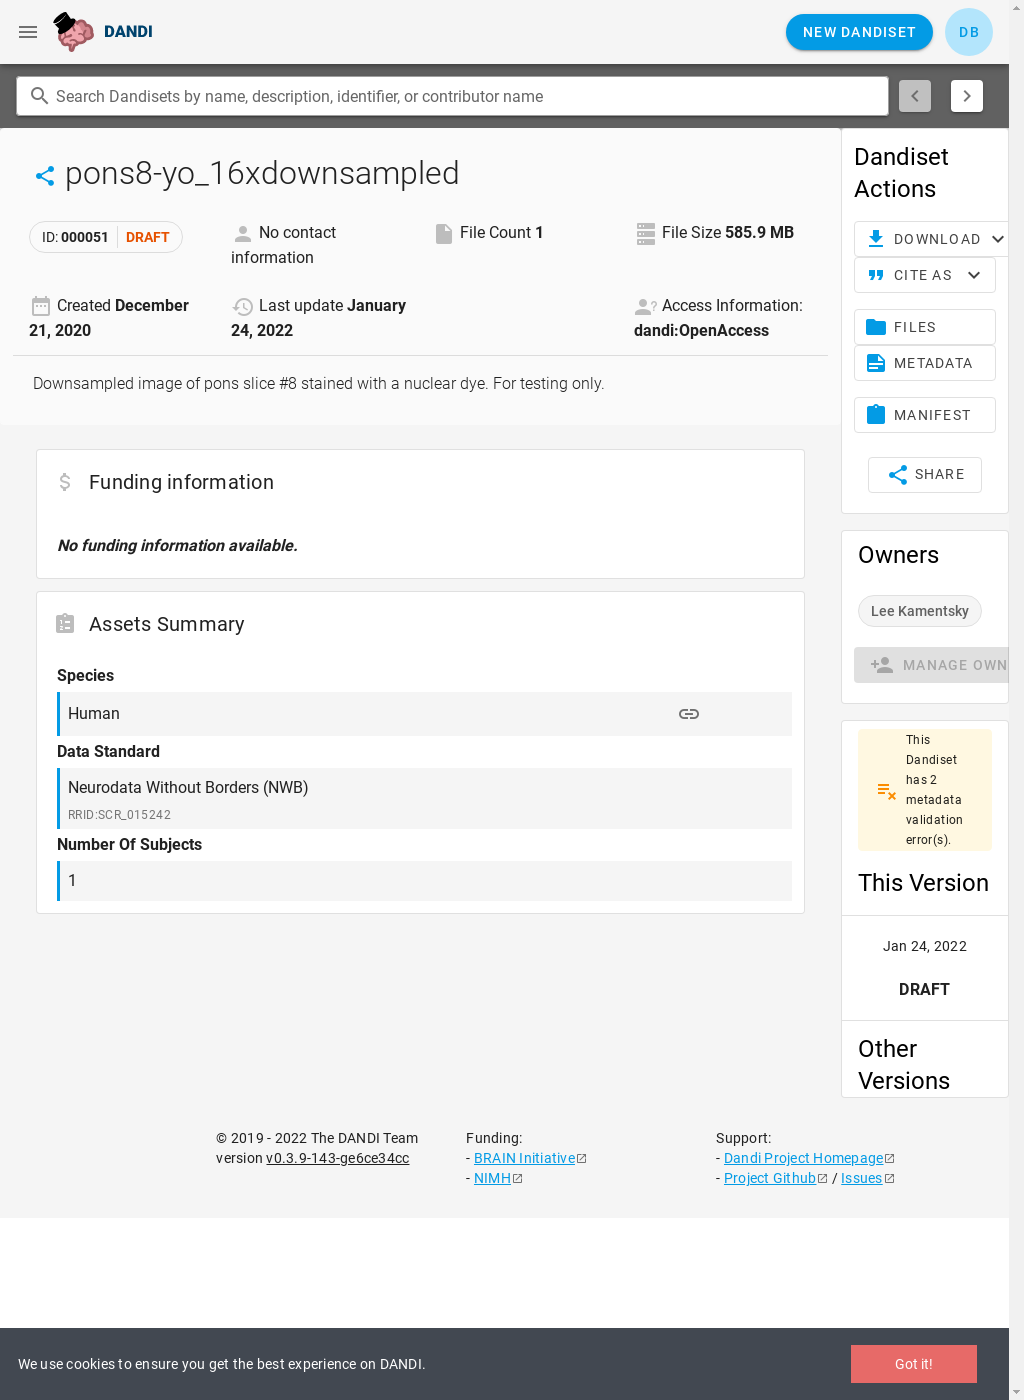 DANDI
NEW DANDISET
DB
Search Dandisets by name, description, identifier, or contributor name
pons8-yo_16xdownsampled
ID: 000051 DRAFT
No contact
information
File Count 1
File Size 585.9 MB
Created December
21, 2020
Last update January
24, 2022
Access Information:
dandi:OpenAccess
Downsampled image of pons slice #8 stained with a nuclear dye. For testing only.
Funding information
No funding information available.
Assets Summary
Species
Human
Data Standard
Neurodata Without Borders (NWB)
RRID:SCR_015242
Number Of Subjects
1
Dandiset
Actions
DOWNLOAD
CITE AS
FILES
METADATA
MANIFEST
SHARE
Owners
Lee Kamentsky
MANAGE OWN
This
Dandiset
has 2
metadata
validation
error(s).
This Version
Jan 24, 2022
DRAFT
Other
Versions
© 2019 - 2022 The DANDI Team
version v0.3.9-143-ge6ce34cc
Funding:
- BRAIN Initiative
- NIMH
Support:
- Dandi Project Homepage
- Project Github / Issues
We use cookies to ensure you get the best experience on DANDI.
Got it!